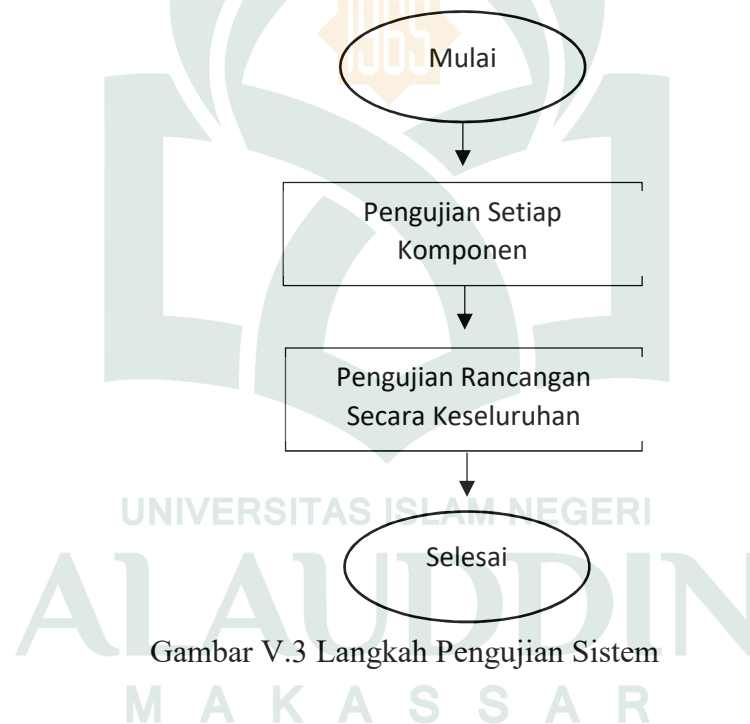 1965
Mulai
Pengujian Setiap
Komponen
Pengujian Rancangan
Secara Keseluruhan
UNIVERSITAS ISLAM NEGERI
Selesai
ALAUDDIN
Gambar V.3 Langkah Pengujian Sistem
MAKASSAR